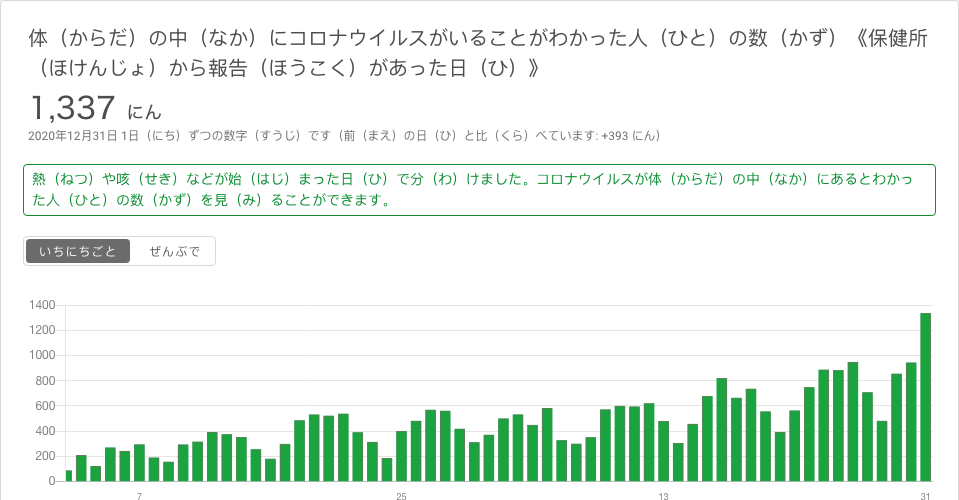 体（からだ）の中（なか）にコロナウイルスがいることがわかった人（ひと）の数（かず）《保健所
（ほけんじょ）から報告（ほうこく）があった日（ひ）》
1,337 にん
2020年12月31日 1日（にち）ずつの数字（すうじ）です（前（まえ）の日（ひ）と比（くら）べています: +393 にん）
熱（ねつ）や咳（せき）などが始（はじ）まった日（ひ）で分（わ）けました。コロナウイルスが体（からだ）の中（なか）にあるとわかっ
た人（ひと）の数（かず）を見（み）ることができます。
いちにちごと ぜんぶで
1400
1200
1000
800
600
400
200
0
7 25 13 31